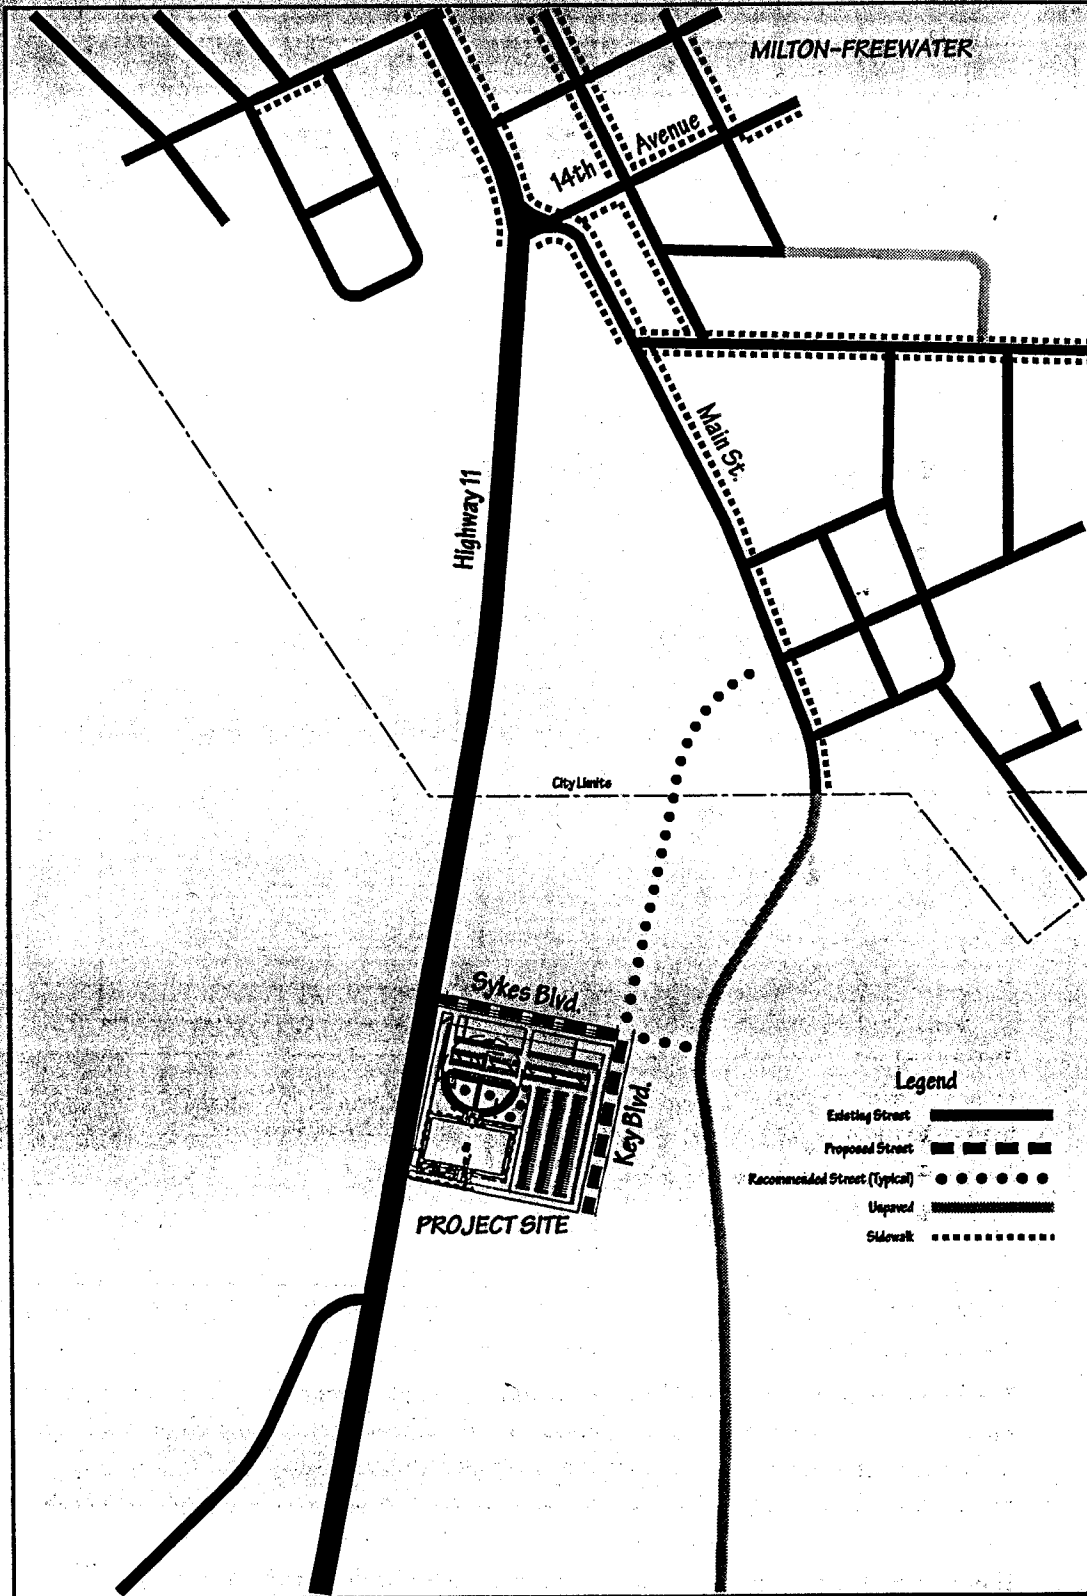 MILTON-FREEWATER
14th Avenue
Main St.
Highway 11
City Limits
Sykes Blvd.
Key Blvd.
PROJECT SITE
Legend
Existing Street
Proposed Street
Recommended Street (Typical)
Unpaved
Sidewalk